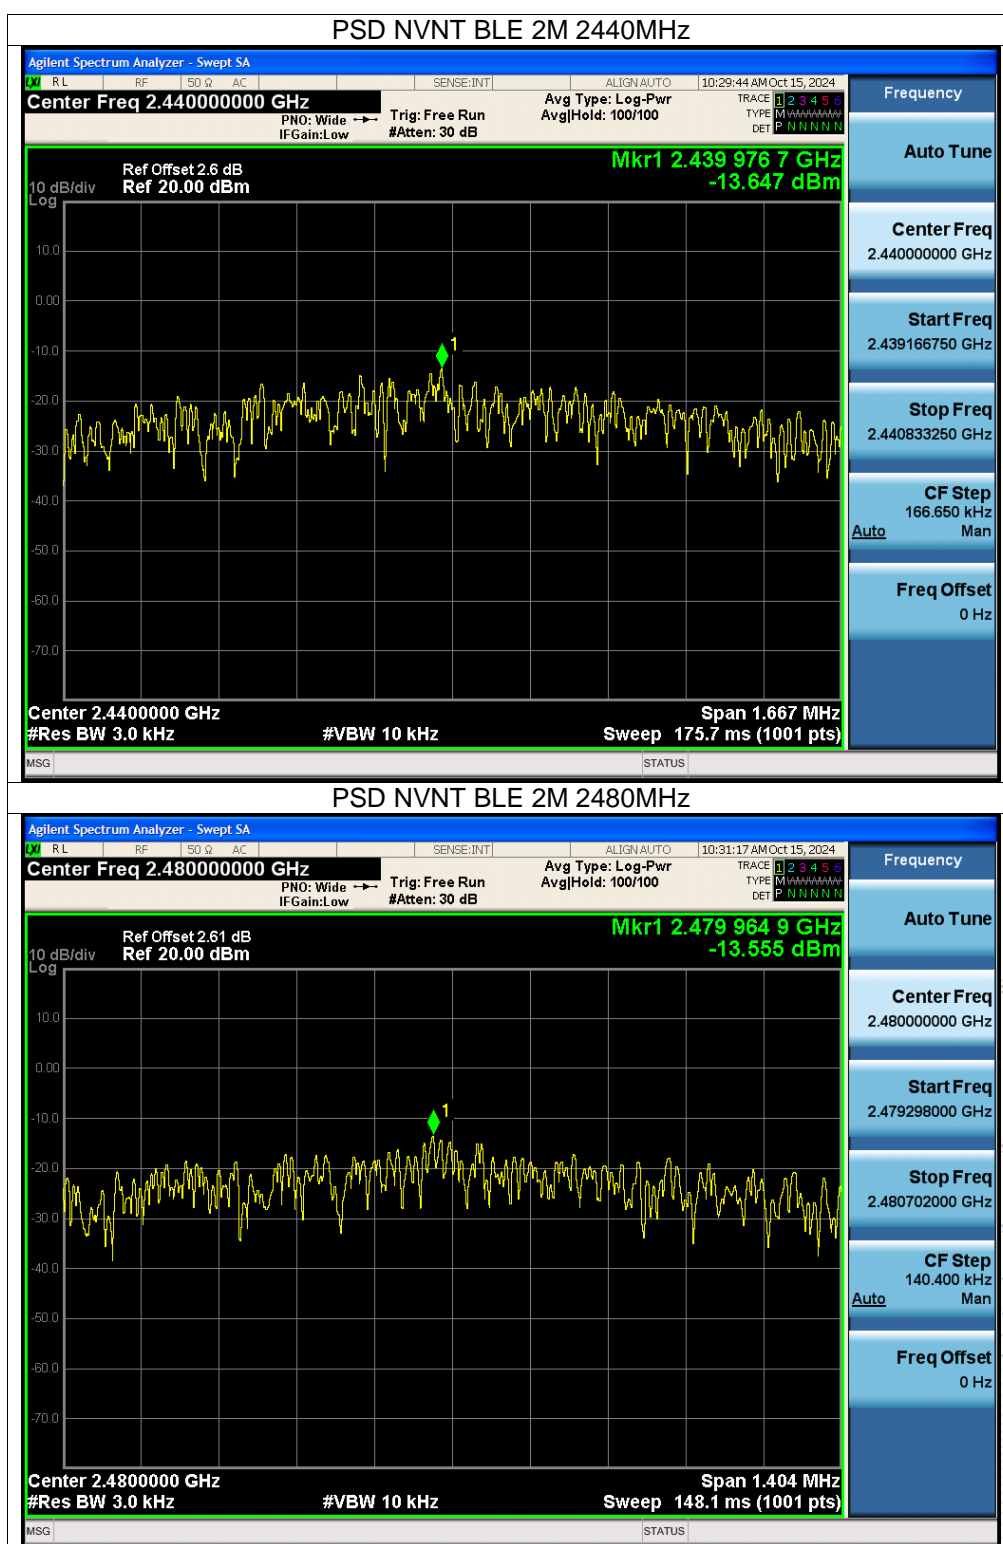 PSD NVNT BLE 2M 2440MHz
Agilent Spectrum Analyzer - Swept SA
LXI RL RF 50 Ω AC SENSE:INT ALIGN AUTO 10:29:44 AM Oct 15, 2024
Center Freq 2.440000000 GHz
PNO: Wide
IFGain:Low
Trig: Free Run
#Atten: 30 dB
Avg Type: Log-Pwr
Avg|Hold: 100/100
TRACE 1 2 3 4 5 6
TYPE M WWWWW
DET P N N N N N
Frequency
Mkr1 2.439 976 7 GHz
-13.647 dBm
Ref Offset 2.6 dB
10 dB/div Ref 20.00 dBm
Log
10.0
0.00
-10.0
-20.0
-30.0
-40.0
-50.0
-60.0
-70.0
1
Center 2.4400000 GHz Span 1.667 MHz
#Res BW 3.0 kHz #VBW 10 kHz Sweep 175.7 ms (1001 pts)
Auto Tune
Center Freq
2.440000000 GHz
Start Freq
2.439166750 GHz
Stop Freq
2.440833250 GHz
CF Step
166.650 kHz
Auto Man
Freq Offset
0 Hz
MSG STATUS
PSD NVNT BLE 2M 2480MHz
Agilent Spectrum Analyzer - Swept SA
LXI RL RF 50 Ω AC SENSE:INT ALIGN AUTO 10:31:17 AM Oct 15, 2024
Center Freq 2.480000000 GHz
PNO: Wide
IFGain:Low
Trig: Free Run
#Atten: 30 dB
Avg Type: Log-Pwr
Avg|Hold: 100/100
TRACE 1 2 3 4 5 6
TYPE M WWWWW
DET P N N N N N
Frequency
Mkr1 2.479 964 9 GHz
-13.555 dBm
Ref Offset 2.61 dB
10 dB/div Ref 20.00 dBm
Log
10.0
0.00
-10.0
-20.0
-30.0
-40.0
-50.0
-60.0
-70.0
1
Center 2.4800000 GHz Span 1.404 MHz
#Res BW 3.0 kHz #VBW 10 kHz Sweep 148.1 ms (1001 pts)
Auto Tune
Center Freq
2.480000000 GHz
Start Freq
2.479298000 GHz
Stop Freq
2.480702000 GHz
CF Step
140.400 kHz
Auto Man
Freq Offset
0 Hz
MSG STATUS